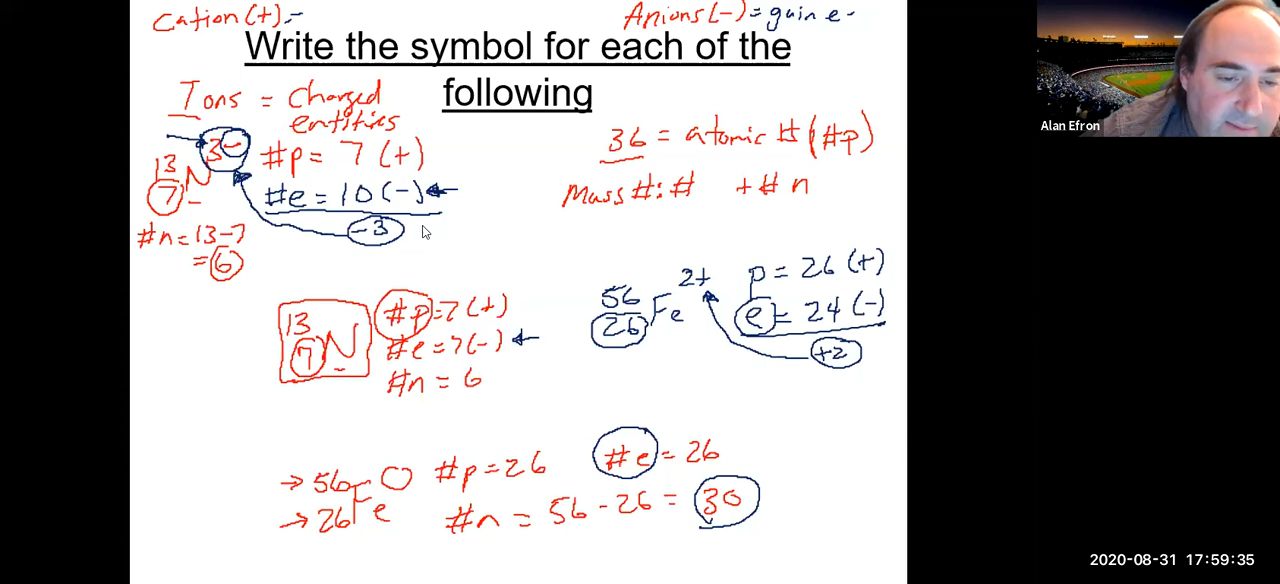 Cation(+)=
Anions(-)=gain e-
Write the symbol for each of the
following
Ions = Charged
entities
13 7 N 3-
#p= 7 (+)
#e = 10 (-)
-3
#n=13-7
=6
36 = atomic # (#p)
Mass #: # + # n
56 26 Fe 2+
p= 26 (+)
e= 24 (-)
+2
13 7 N
#p=7(+)
#e=7(-)
#n = 6
56 26 Fe O
#p=26
#e=26
#n = 56-26= 30
Alan Efron
2020-08-31 17:59:35